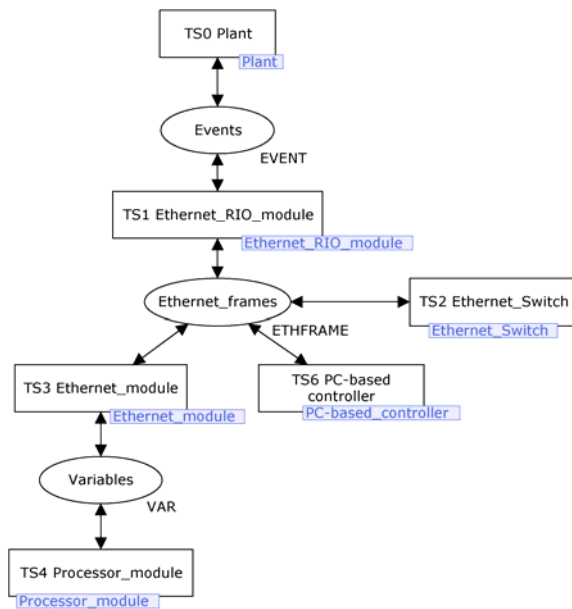 TS0 Plant
Plant
Events
EVENT
TS1 Ethernet_RIO_module
Ethernet_RIO_module
Ethernet_frames
TS2 Ethernet_Switch
Ethernet_Switch
ETHFRAME
TS3 Ethernet_module
Ethernet_module
TS6 PC-based
controller
PC-based_controller
Variables
VAR
TS4 Processor_module
Processor_module